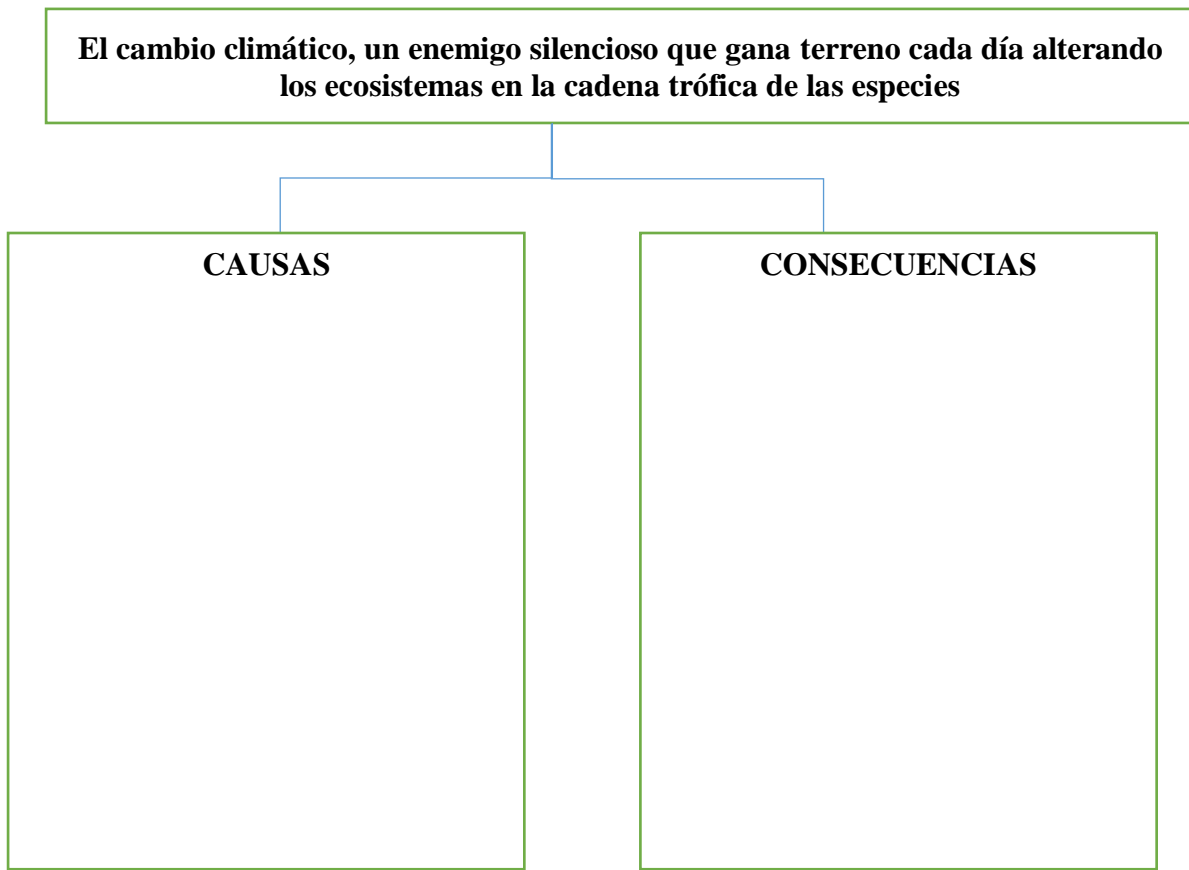 El cambio climático, un enemigo silencioso que gana terreno cada día alterando
los ecosistemas en la cadena trófica de las especies
CAUSAS
CONSECUENCIAS